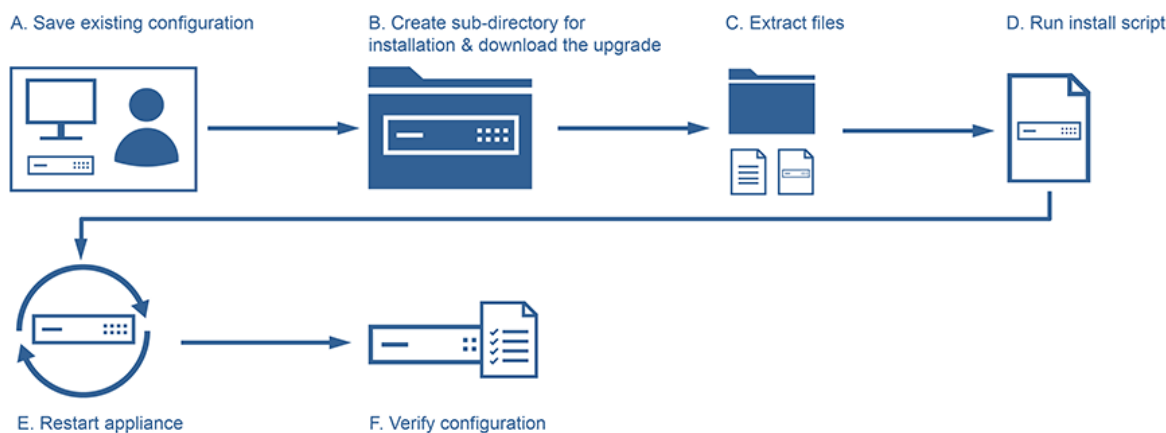 A. Save existing configuration
B. Create sub-directory for
installation & download the upgrade
C. Extract files
D. Run install script
E. Restart appliance
F. Verify configuration